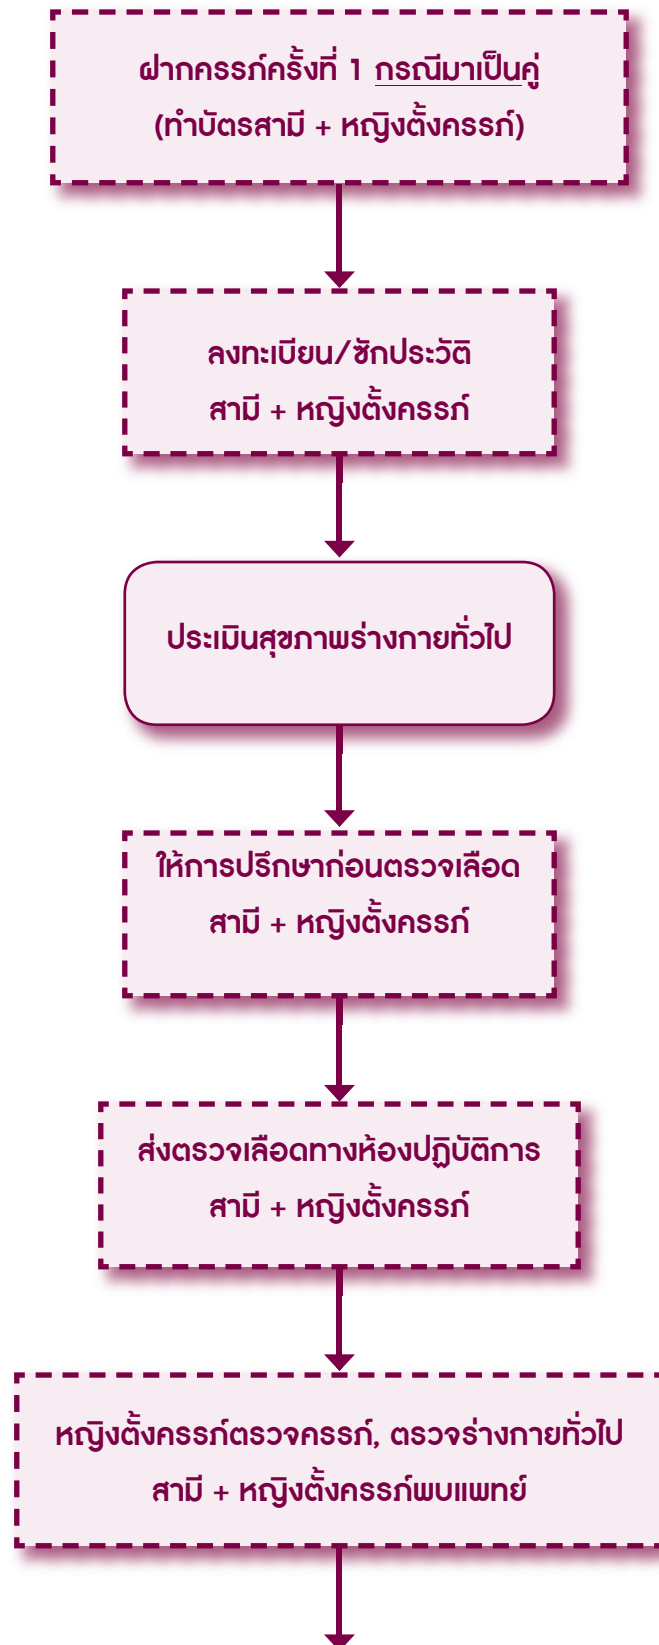 ฝากครรภ์ครั้งที่ 1 กรณีมาเป็นคู่
(ทำบัตรสามี + หญิงตั้งครรภ์)
ลงทะเบียน/ซักประวัติ
สามี + หญิงตั้งครรภ์
ประเมินสุขภาพร่างกายทั่วไป
ให้การปรึกษาก่อนตรวจเลือด
สามี + หญิงตั้งครรภ์
ส่งตรวจเลือดทางห้องปฏิบัติการ
สามี + หญิงตั้งครรภ์
หญิงตั้งครรภ์ตรวจครรภ์, ตรวจร่างกายทั่วไป
สามี + หญิงตั้งครรภ์พบแพทย์